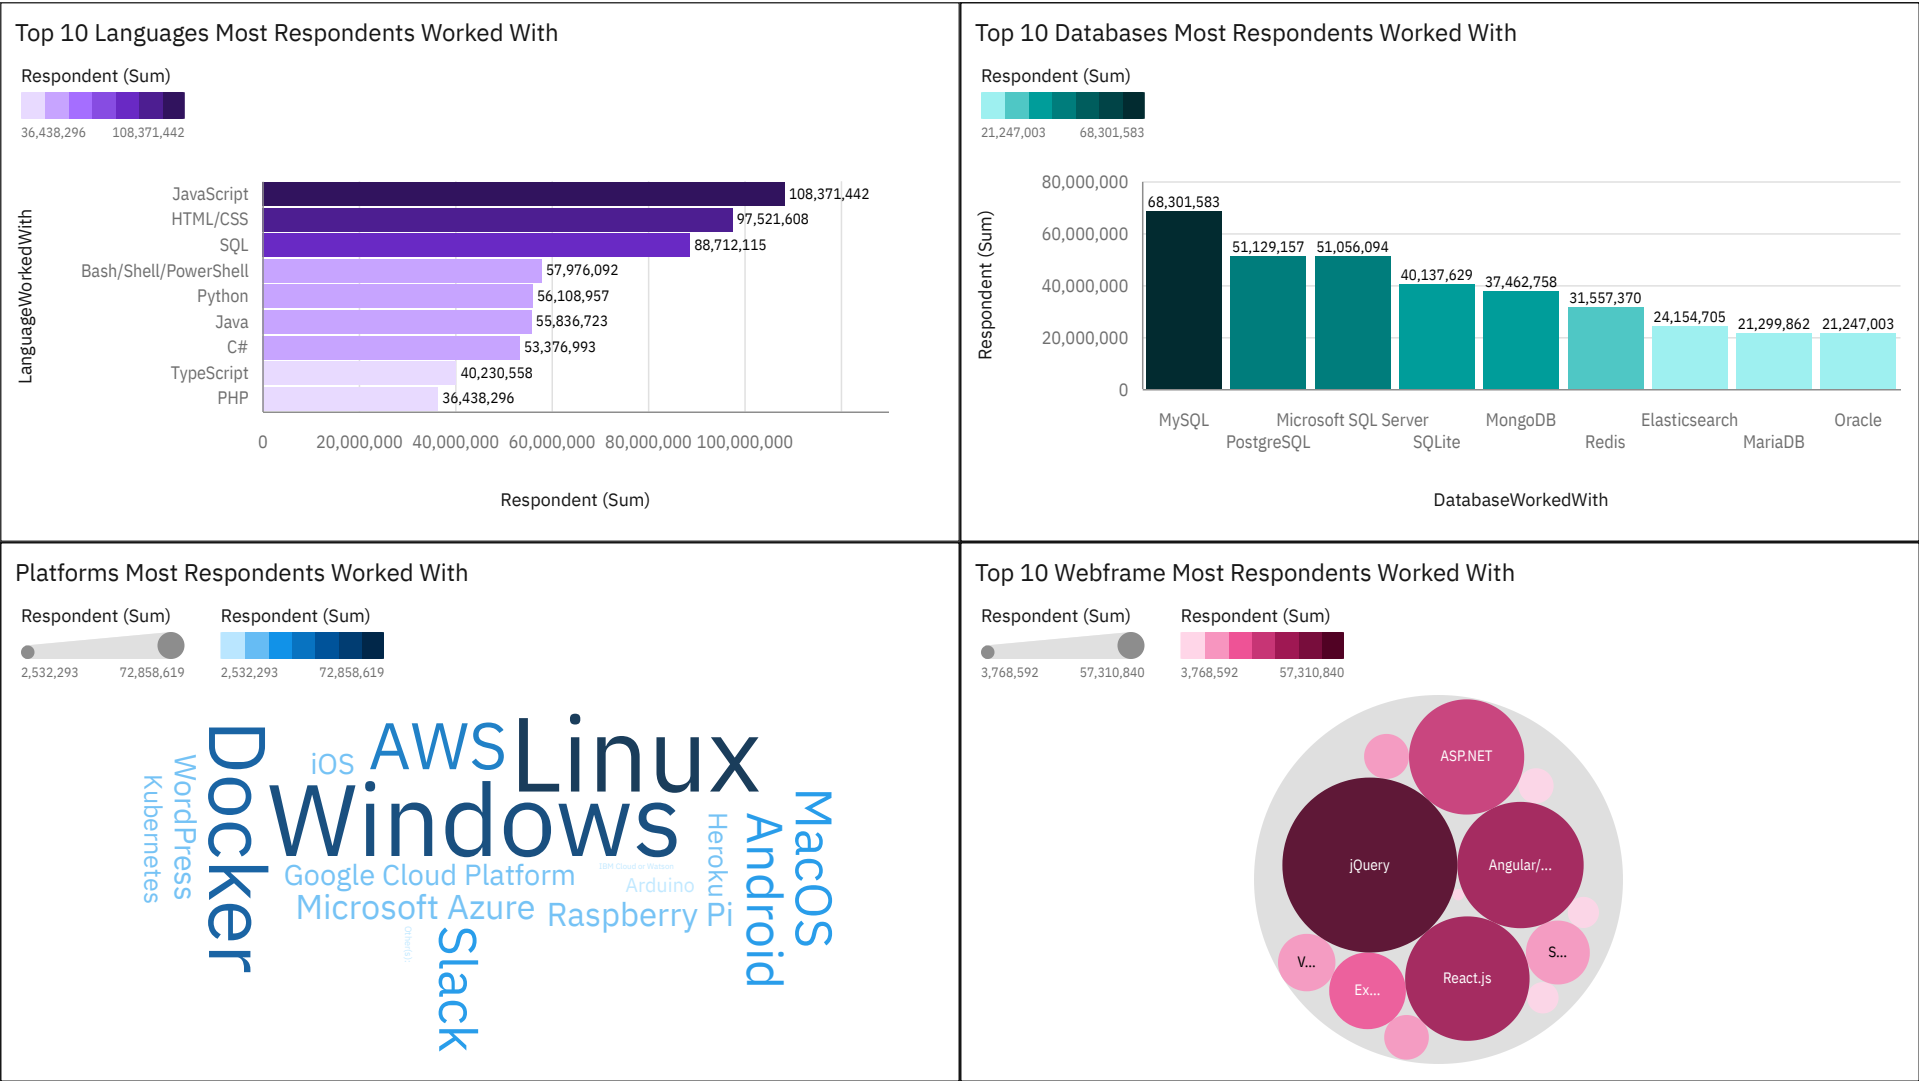 Top 10 Languages Most Respondents Worked With
Respondent (Sum)
36,438,296 108,371,442
LanguageWorkedWith
JavaScript 108,371,442
HTML/CSS 97,521,608
SQL 88,712,115
Bash/Shell/PowerShell 57,976,092
Python 56,108,957
Java 55,836,723
C# 53,376,993
TypeScript 40,230,558
PHP 36,438,296
0 20,000,000 40,000,000 60,000,000 80,000,000 100,000,000
Respondent (Sum)
Top 10 Databases Most Respondents Worked With
Respondent (Sum)
21,247,003 68,301,583
Respondent (Sum)
80,000,000
60,000,000
40,000,000
20,000,000
0
68,301,583
51,129,157
51,056,094
40,137,629
37,462,758
31,557,370
24,154,705
21,299,862
21,247,003
MySQL
PostgreSQL
Microsoft SQL Server
SQLite
MongoDB
Redis
Elasticsearch
MariaDB
Oracle
DatabaseWorkedWith
Platforms Most Respondents Worked With
Respondent (Sum)
2,532,293 72,858,619
Respondent (Sum)
2,532,293 72,858,619
Kubernetes
WordPress
Docker
iOS
AWS
Linux
Windows
Google Cloud Platform
IBM Cloud or Watson
Arduino
Microsoft Azure
Raspberry Pi
Heroku
Android
MacOS
Slack
Top 10 Webframe Most Respondents Worked With
Respondent (Sum)
3,768,592 57,310,840
Respondent (Sum)
3,768,592 57,310,840
ASP.NET
jQuery
Angular/...
S...
V...
React.js
Ex...